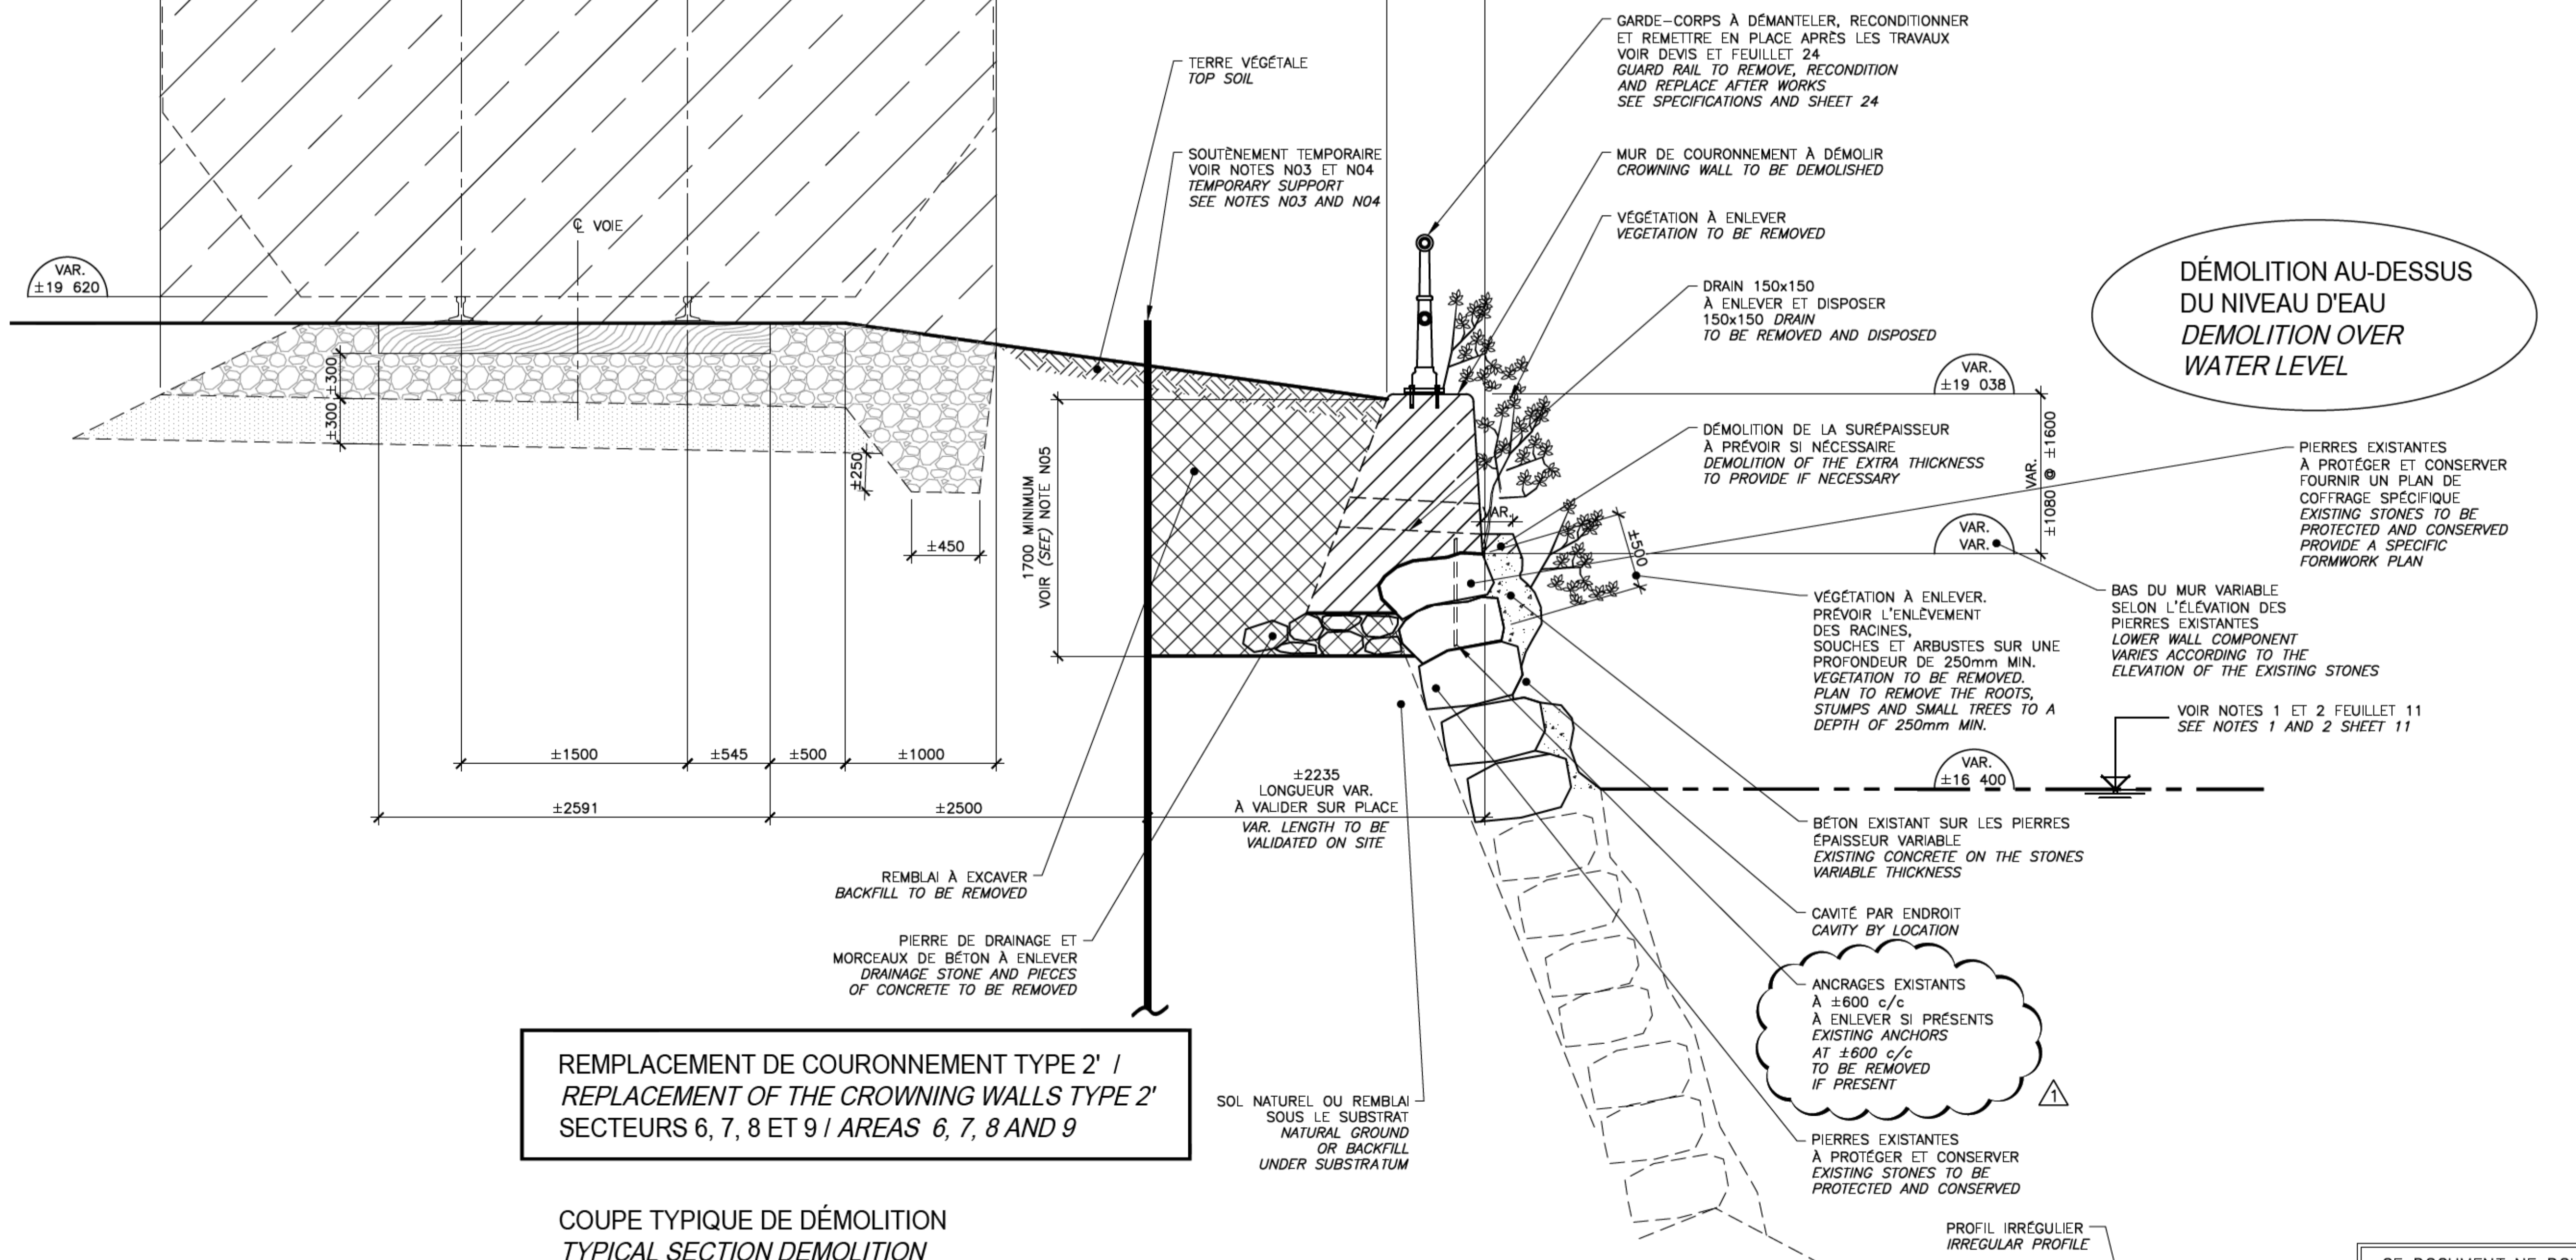 GARDE-CORPS À DÉMANTELER, RECONDITIONNER
ET REMETTRE EN PLACE APRÈS LES TRAVAUX
VOIR DEVIS ET FEUILLET 24
GUARD RAIL TO REMOVE, RECONDITION
AND REPLACE AFTER WORKS
SEE SPECIFICATIONS AND SHEET 24
TERRE VÉGÉTALE
TOP SOIL
SOUTÈNEMENT TEMPORAIRE
VOIR NOTES N03 ET N04
TEMPORARY SUPPORT
SEE NOTES N03 AND N04
MUR DE COURONNEMENT À DÉMOLIR
CROWNING WALL TO BE DEMOLISHED
VÉGÉTATION À ENLEVER
VEGETATION TO BE REMOVED
℄ VOIE
VAR.
±19 620
DRAIN 150x150
À ENLEVER ET DISPOSER
150x150 DRAIN
TO BE REMOVED AND DISPOSED
DÉMOLITION AU-DESSUS
DU NIVEAU D'EAU
DEMOLITION OVER
WATER LEVEL
VAR.
±19 038
±300
±300
±250
±450
1700 MINIMUM
VOIR (SEE) NOTE N05
DÉMOLITION DE LA SURÉPAISSEUR
À PRÉVOIR SI NÉCESSAIRE
DEMOLITION OF THE EXTRA THICKNESS
TO PROVIDE IF NECESSARY
VAR.
±1080 @ ±1600
PIERRES EXISTANTES
À PROTÉGER ET CONSERVER
FOURNIR UN PLAN DE
COFFRAGE SPÉCIFIQUE
EXISTING STONES TO BE
PROTECTED AND CONSERVED
PROVIDE A SPECIFIC
FORMWORK PLAN
VAR.
VAR.
VAR.
±500
VÉGÉTATION À ENLEVER.
PRÉVOIR L'ENLÈVEMENT
DES RACINES,
SOUCHES ET ARBUSTES SUR UNE
PROFONDEUR DE 250mm MIN.
VEGETATION TO BE REMOVED.
PLAN TO REMOVE THE ROOTS,
STUMPS AND SMALL TREES TO A
DEPTH OF 250mm MIN.
BAS DU MUR VARIABLE
SELON L'ÉLÉVATION DES
PIERRES EXISTANTES
LOWER WALL COMPONENT
VARIES ACCORDING TO THE
ELEVATION OF THE EXISTING STONES
VOIR NOTES 1 ET 2 FEUILLET 11
SEE NOTES 1 AND 2 SHEET 11
VAR.
±16 400
±1500
±545
±500
±1000
±2591
±2500
±2235
LONGUEUR VAR.
À VALIDER SUR PLACE
VAR. LENGTH TO BE
VALIDATED ON SITE
REMBLAI À EXCAVER
BACKFILL TO BE REMOVED
PIERRE DE DRAINAGE ET
MORCEAUX DE BÉTON À ENLEVER
DRAINAGE STONE AND PIECES
OF CONCRETE TO BE REMOVED
BÉTON EXISTANT SUR LES PIERRES
ÉPAISSEUR VARIABLE
EXISTING CONCRETE ON THE STONES
VARIABLE THICKNESS
CAVITÉ PAR ENDROIT
CAVITY BY LOCATION
ANCRAGES EXISTANTS
À ±600 c/c
À ENLEVER SI PRÉSENTS
EXISTING ANCHORS
AT ±600 c/c
TO BE REMOVED
IF PRESENT
1
REMPLACEMENT DE COURONNEMENT TYPE 2' /
REPLACEMENT OF THE CROWNING WALLS TYPE 2'
SECTEURS 6, 7, 8 ET 9 / AREAS 6, 7, 8 AND 9
SOL NATUREL OU REMBLAI
SOUS LE SUBSTRAT
NATURAL GROUND
OR BACKFILL
UNDER SUBSTRATUM
PIERRES EXISTANTES
À PROTÉGER ET CONSERVER
EXISTING STONES TO BE
PROTECTED AND CONSERVED
COUPE TYPIQUE DE DÉMOLITION
TYPICAL SECTION DEMOLITION
PROFIL IRRÉGULIER
IRREGULAR PROFILE